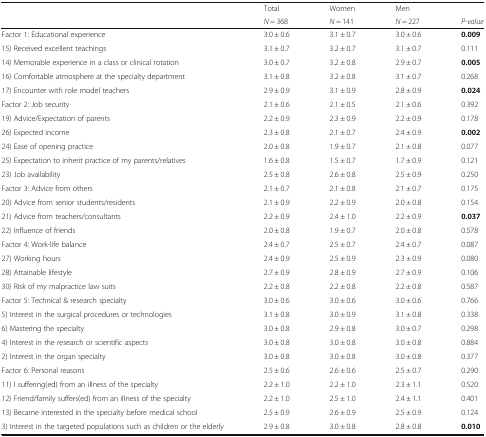 Total Women Men
N = 368 N = 141 N = 227 P-value
Factor 1: Educational experience 3.0 ± 0.6 3.1 ± 0.7 3.0 ± 0.6 0.009
15) Received excellent teachings 3.1 ± 0.7 3.2 ± 0.7 3.1 ± 0.7 0.111
14) Memorable experience in a class or clinical rotation 3.0 ± 0.7 3.2 ± 0.8 2.9 ± 0.7 0.005
16) Comfortable atmosphere at the specialty department 3.1 ± 0.8 3.2 ± 0.8 3.1 ± 0.7 0.268
17) Encounter with role model teachers 2.9 ± 0.9 3.1 ± 0.9 2.8 ± 0.9 0.024
Factor 2: Job security 2.1 ± 0.6 2.1 ± 0.5 2.1 ± 0.6 0.392
19) Advice/Expectation of parents 2.2 ± 0.9 2.3 ± 0.9 2.2 ± 0.9 0.178
26) Expected income 2.3 ± 0.8 2.1 ± 0.7 2.4 ± 0.9 0.002
24) Ease of opening practice 2.0 ± 0.8 1.9 ± 0.7 2.1 ± 0.8 0.077
25) Expectation to inherit practice of my parents/relatives 1.6 ± 0.8 1.5 ± 0.7 1.7 ± 0.9 0.121
23) Job availability 2.5 ± 0.8 2.6 ± 0.8 2.5 ± 0.9 0.250
Factor 3: Advice from others 2.1 ± 0.7 2.1 ± 0.8 2.1 ± 0.7 0.175
20) Advice from senior students/residents 2.1 ± 0.9 2.2 ± 0.9 2.0 ± 0.8 0.154
21) Advice from teachers/consultants 2.2 ± 0.9 2.4 ± 1.0 2.2 ± 0.9 0.037
22) Influence of friends 2.0 ± 0.8 1.9 ± 0.7 2.0 ± 0.8 0.578
Factor 4: Work-life balance 2.4 ± 0.7 2.5 ± 0.7 2.4 ± 0.7 0.087
27) Working hours 2.4 ± 0.9 2.5 ± 0.9 2.3 ± 0.9 0.080
28) Attainable lifestyle 2.7 ± 0.9 2.8 ± 0.9 2.7 ± 0.9 0.106
30) Risk of my malpractice law suits 2.2 ± 0.8 2.2 ± 0.8 2.2 ± 0.8 0.587
Factor 5: Technical & research specialty 3.0 ± 0.6 3.0 ± 0.6 3.0 ± 0.6 0.766
5) Interest in the surgical procedures or technologies 3.1 ± 0.8 3.0 ± 0.9 3.1 ± 0.8 0.338
6) Mastering the specialty 3.0 ± 0.8 2.9 ± 0.8 3.0 ± 0.7 0.298
4) Interest in the research or scientific aspects 3.0 ± 0.8 3.0 ± 0.8 3.0 ± 0.8 0.884
2) Interest in the organ specialty 3.0 ± 0.8 3.0 ± 0.8 3.0 ± 0.8 0.377
Factor 6: Personal reasons 2.5 ± 0.6 2.6 ± 0.6 2.5 ± 0.7 0.290
11) I suffering(ed) from an illness of the specialty 2.2 ± 1.0 2.2 ± 1.0 2.3 ± 1.1 0.520
12) Friend/family suffers(ed) from an illness of the specialty 2.2 ± 1.0 2.5 ± 1.0 2.4 ± 1.1 0.401
13) Became interested in the specialty before medical school 2.5 ± 0.9 2.6 ± 0.9 2.5 ± 0.9 0.124
3) Interest in the targeted populations such as children or the elderly 2.9 ± 0.8 3.0 ± 0.8 2.8 ± 0.8 0.010